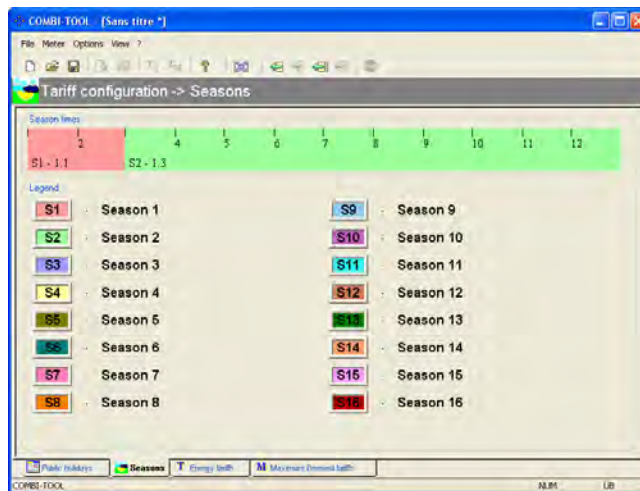 COMBI-TOOL - [Sans titre *]
File Meter Options View ?
Tariff configuration -> Seasons
Season lines
2 4 5 6 7 8 9 10 11 12
S1 - 1.1 S2 - 1.3
Legend
S1 - Season 1 S9 - Season 9
S2 - Season 2 S10 - Season 10
S3 - Season 3 S11 - Season 11
S4 - Season 4 S12 - Season 12
S5 - Season 5 S13 - Season 13
S6 - Season 6 S14 - Season 14
S7 - Season 7 S15 - Season 15
S8 - Season 8 S16 - Season 16
Public holidays Seasons T Energy tariffs M Maximum Demand tariffs
COMBI-TOOL NUM